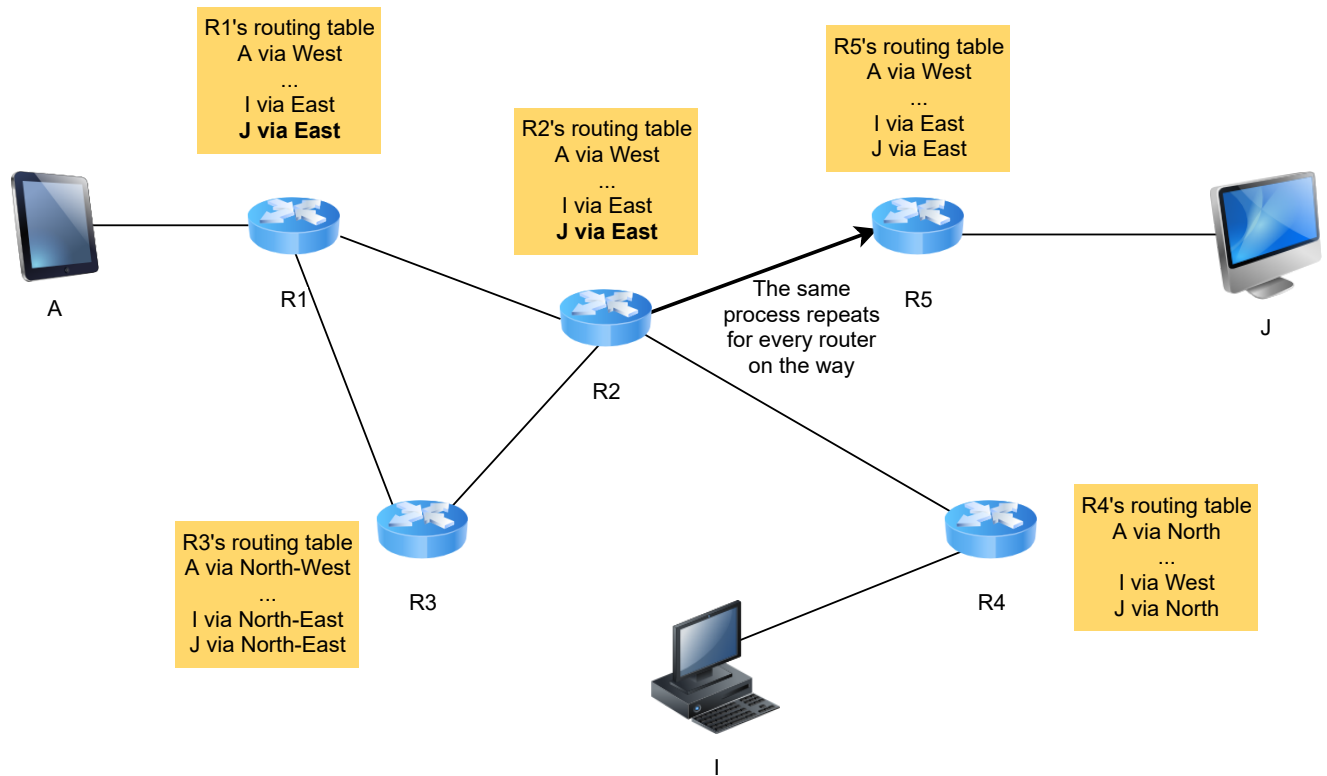 R1's routing table
A via West
...
I via East
J via East
R2's routing table
A via West
...
I via East
J via East
R5's routing table
A via West
...
I via East
J via East
A
R1
R2
The same
process repeats
for every router
on the way
R5
J
R3's routing table
A via North-West
...
I via North-East
J via North-East
R3
R4
R4's routing table
A via North
...
I via West
J via North
I